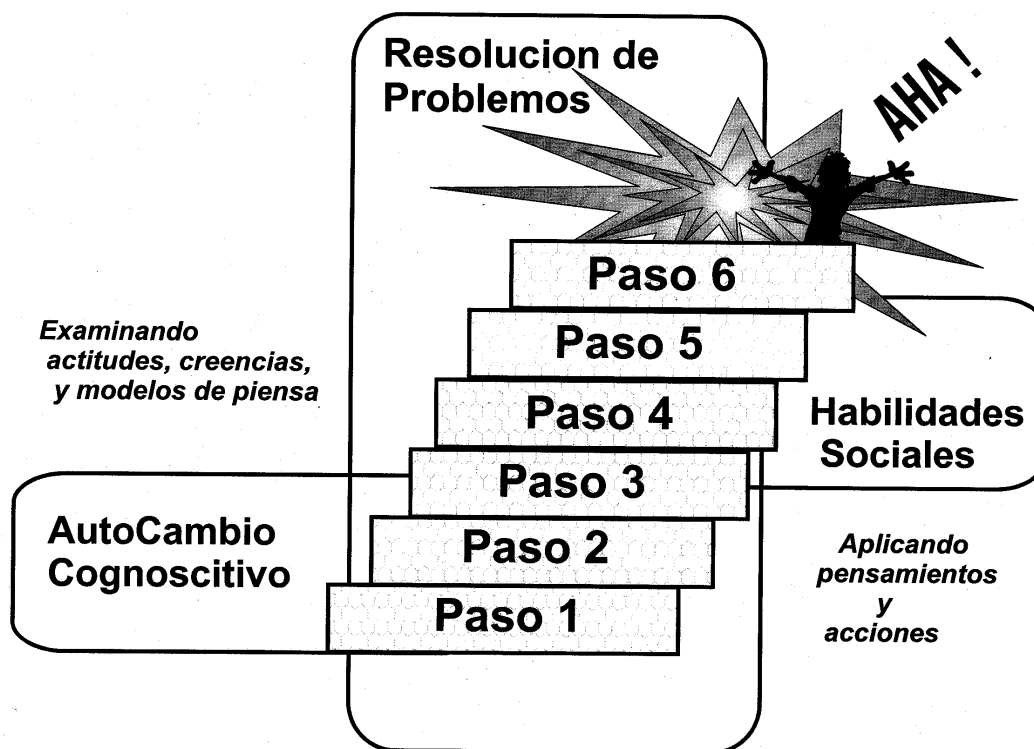 Resolucion de
Problemos
AHA !
Paso 6
Paso 5
Paso 4
Paso 3
Paso 2
Paso 1
Examinando
actitudes, creencias,
y modelos de piensa
Habilidades
Sociales
AutoCambio
Cognoscitivo
Aplicando
pensamientos
y
acciones